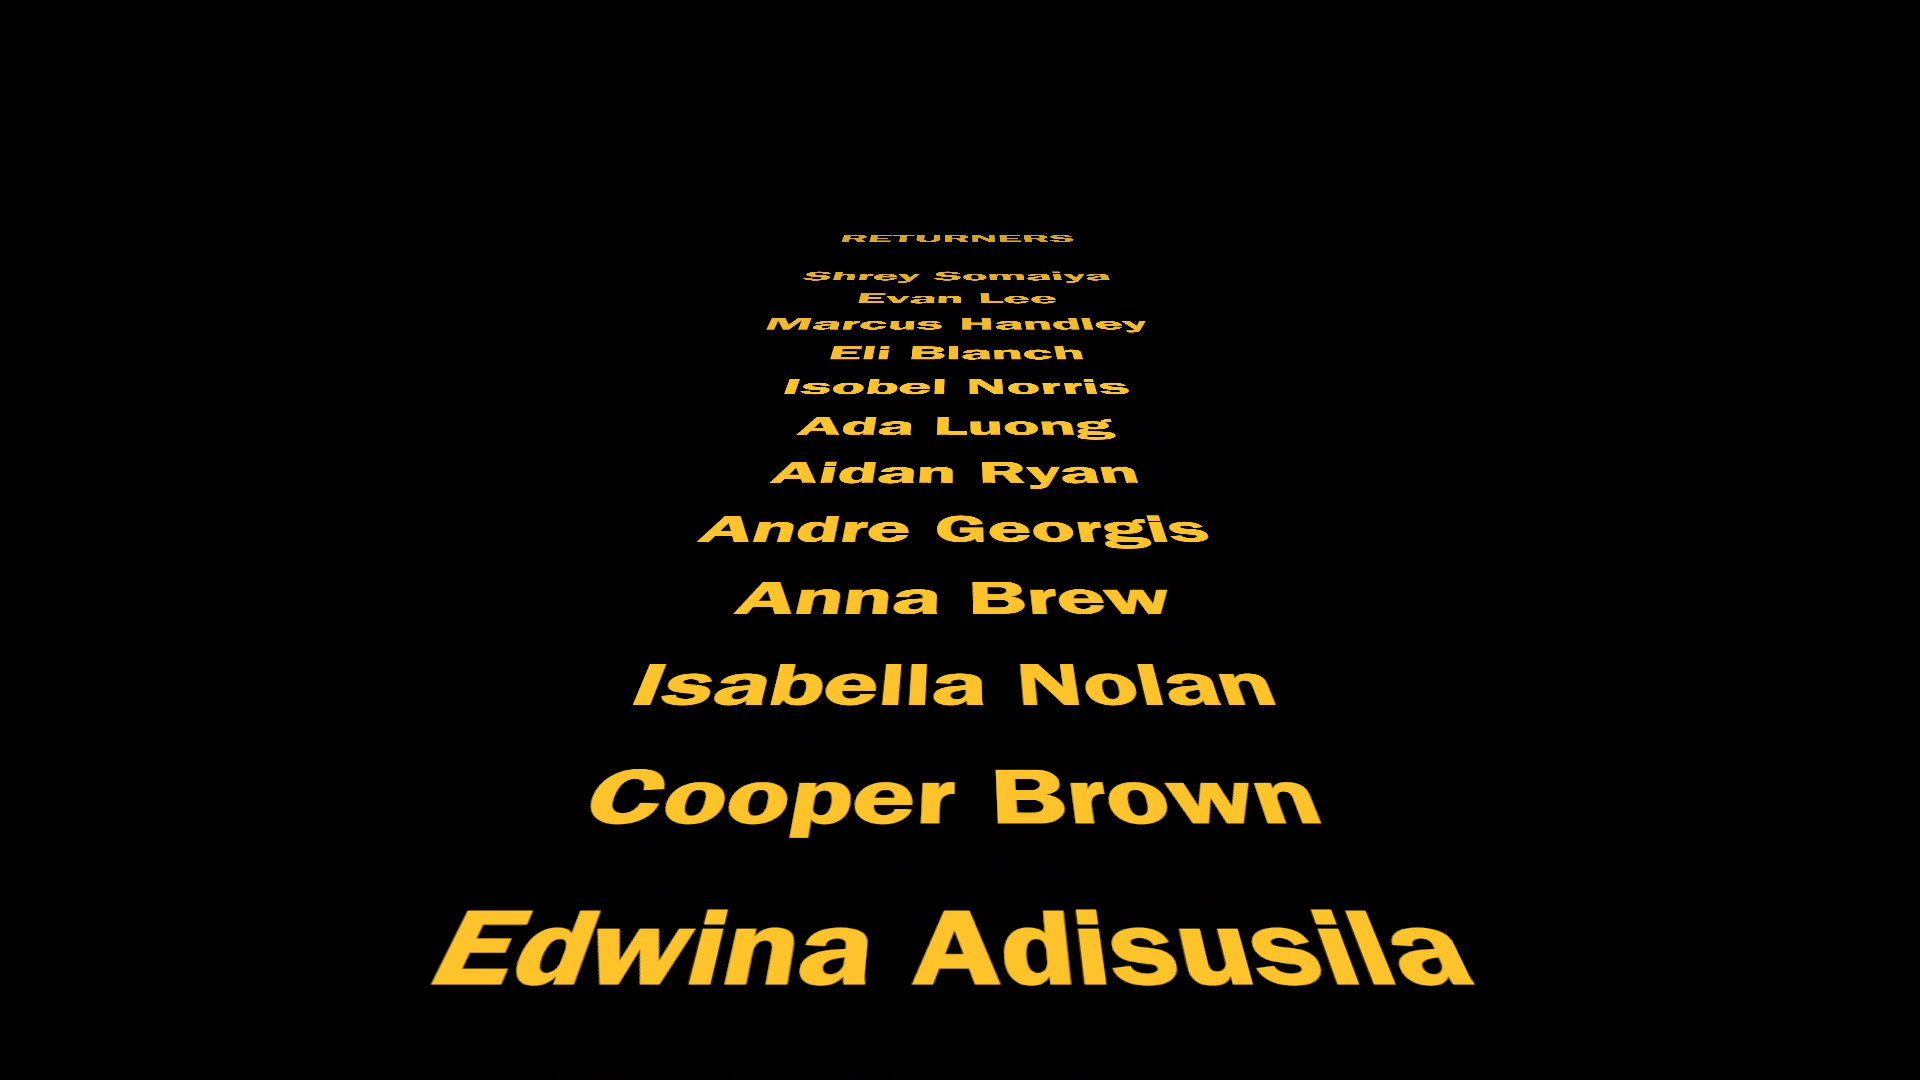 RETURNERS
Shrey Somaiya
Evan Lee
Marcus Handley
Eli Blanch
Isobel Norris
Ada Luong
Aidan Ryan
Andre Georgis
Anna Brew
Isabella Nolan
Cooper Brown
Edwina Adisusila